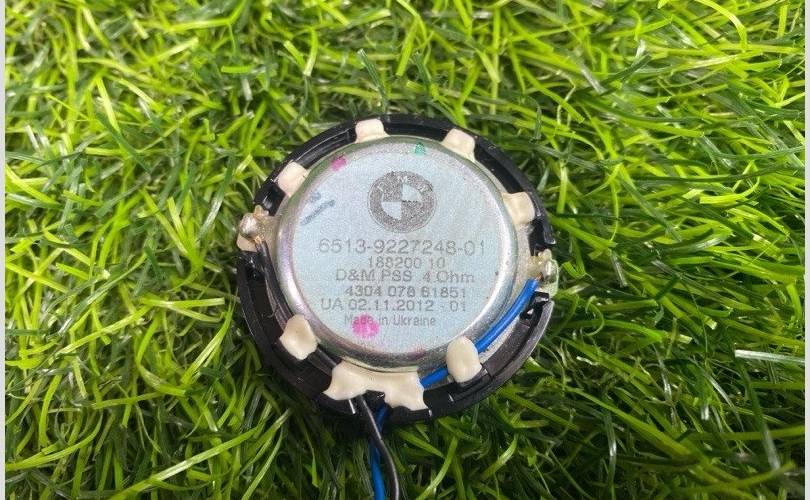 6513-9227248-01
188200 10
D&M PSS 4 Ohm
4304 078 61851
UA 02.11.2012 - 01
Made in Ukraine